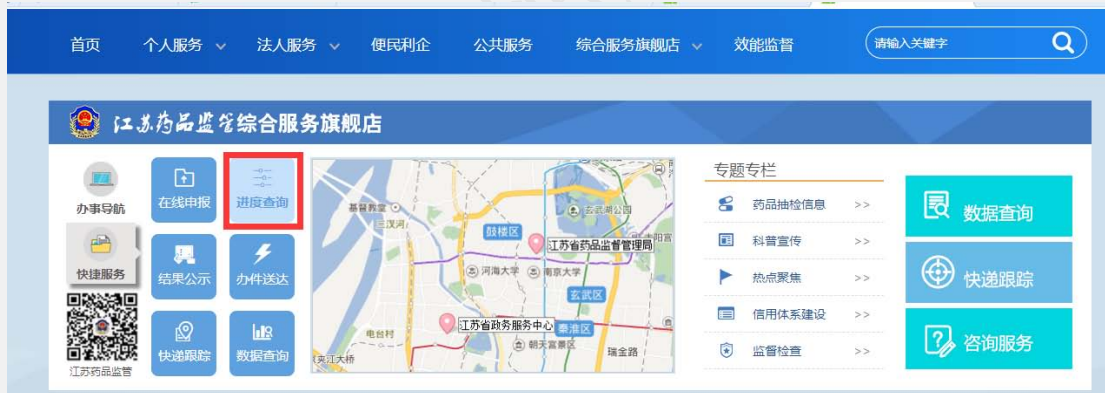 首页 个人服务 法人服务 便民利企 公共服务 综合服务旗舰店 效能监督 请输入关键字
江苏药品监管综合服务旗舰店
办事导航
快捷服务
江苏药品监管
在线申报 进度查询
结果公示 办件送达
快递跟踪 数据查询
基督教堂
三汊河
鼓楼区
玄武湖公园
江苏省药品监督管理局
河海大学 南京大学
玄武区
江苏省政务服务中心
秦淮区
电台村
朝天宫景区
瑞金路
夹江大桥
专题专栏
药品抽检信息 >>
科普宣传 >>
热点聚焦 >>
信用体系建设 >>
监督检查 >>
数据查询
快递跟踪
咨询服务